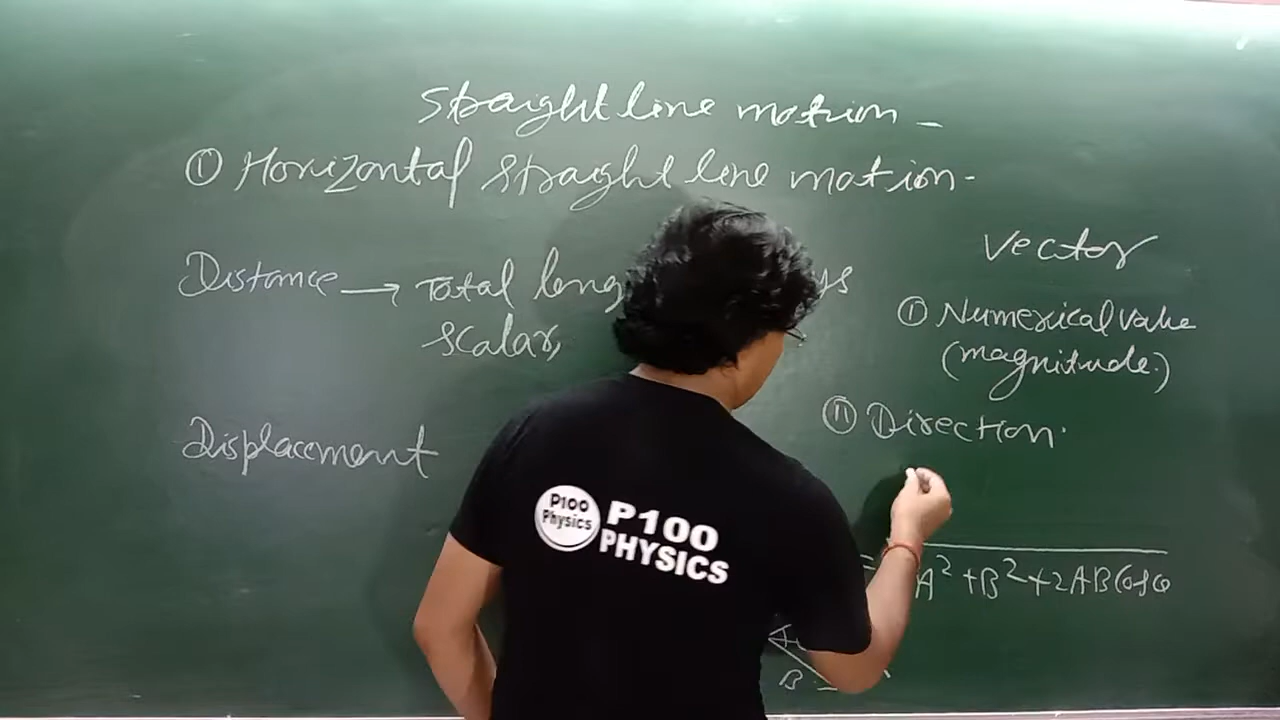 Straight line motion -
① Horizontal straight line motion-
Distance → Total leng
Scalar,
Displacement
Vector
① Numerical value
(magnitude.)
② Direction.
A² + B² + 2AB Cos
B
P100
Physics
P100
PHYSICS